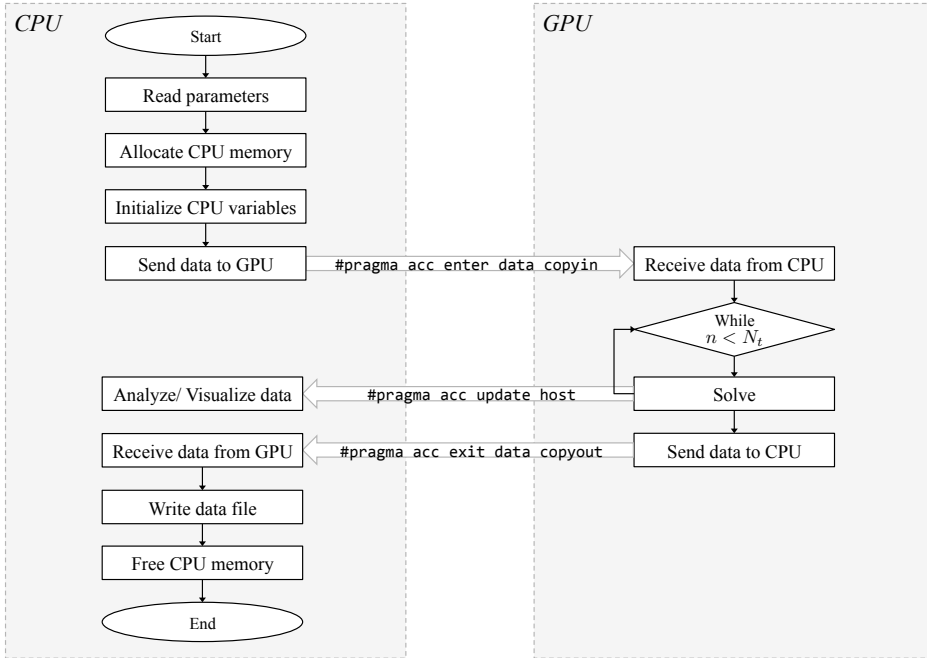 CPU
GPU
Start
Read parameters
Allocate CPU memory
Initialize CPU variables
Send data to GPU
#pragma acc enter data copyin
Receive data from CPU
While
n < N_t
Analyze/ Visualize data
#pragma acc update host
Solve
Receive data from GPU
#pragma acc exit data copyout
Send data to CPU
Write data file
Free CPU memory
End